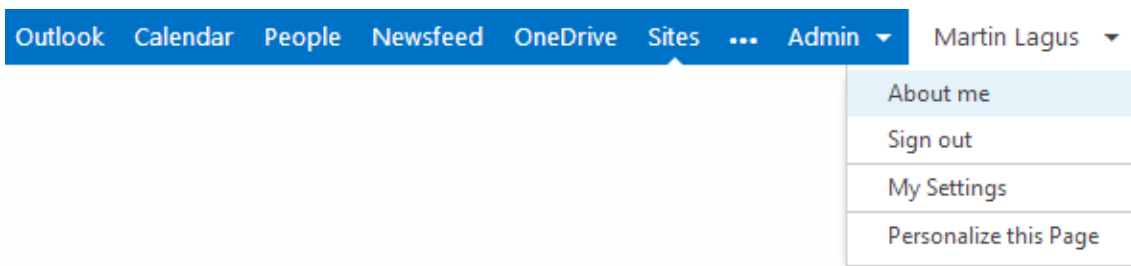 Outlook Calendar People Newsfeed OneDrive Sites ... Admin Martin Lagus
About me
Sign out
My Settings
Personalize this Page